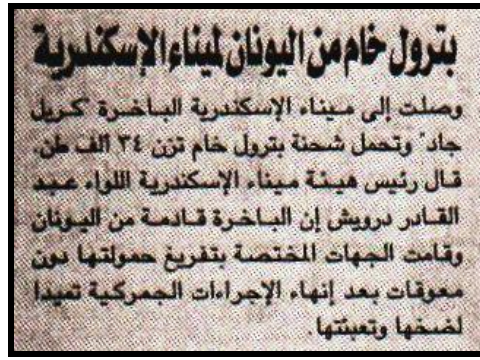 بترول خام من اليونان لميناء الإسكندرية
وصلت إلى ميناء الإسكندرية الباخرة "كريل
جاد" وتحمل شحنة بترول خام تزن ٣٤ ألف طن.
قال رئيس هيئة ميناء الإسكندرية اللواء عبد
القادر درويش إن الباخرة قادمة من اليونان
وقامت الجهات المختصة بتفريغ حمولتها دون
معوقات بعد إنهاء الإجراءات الجمركية تميدا
لضخها وتعبئتها.